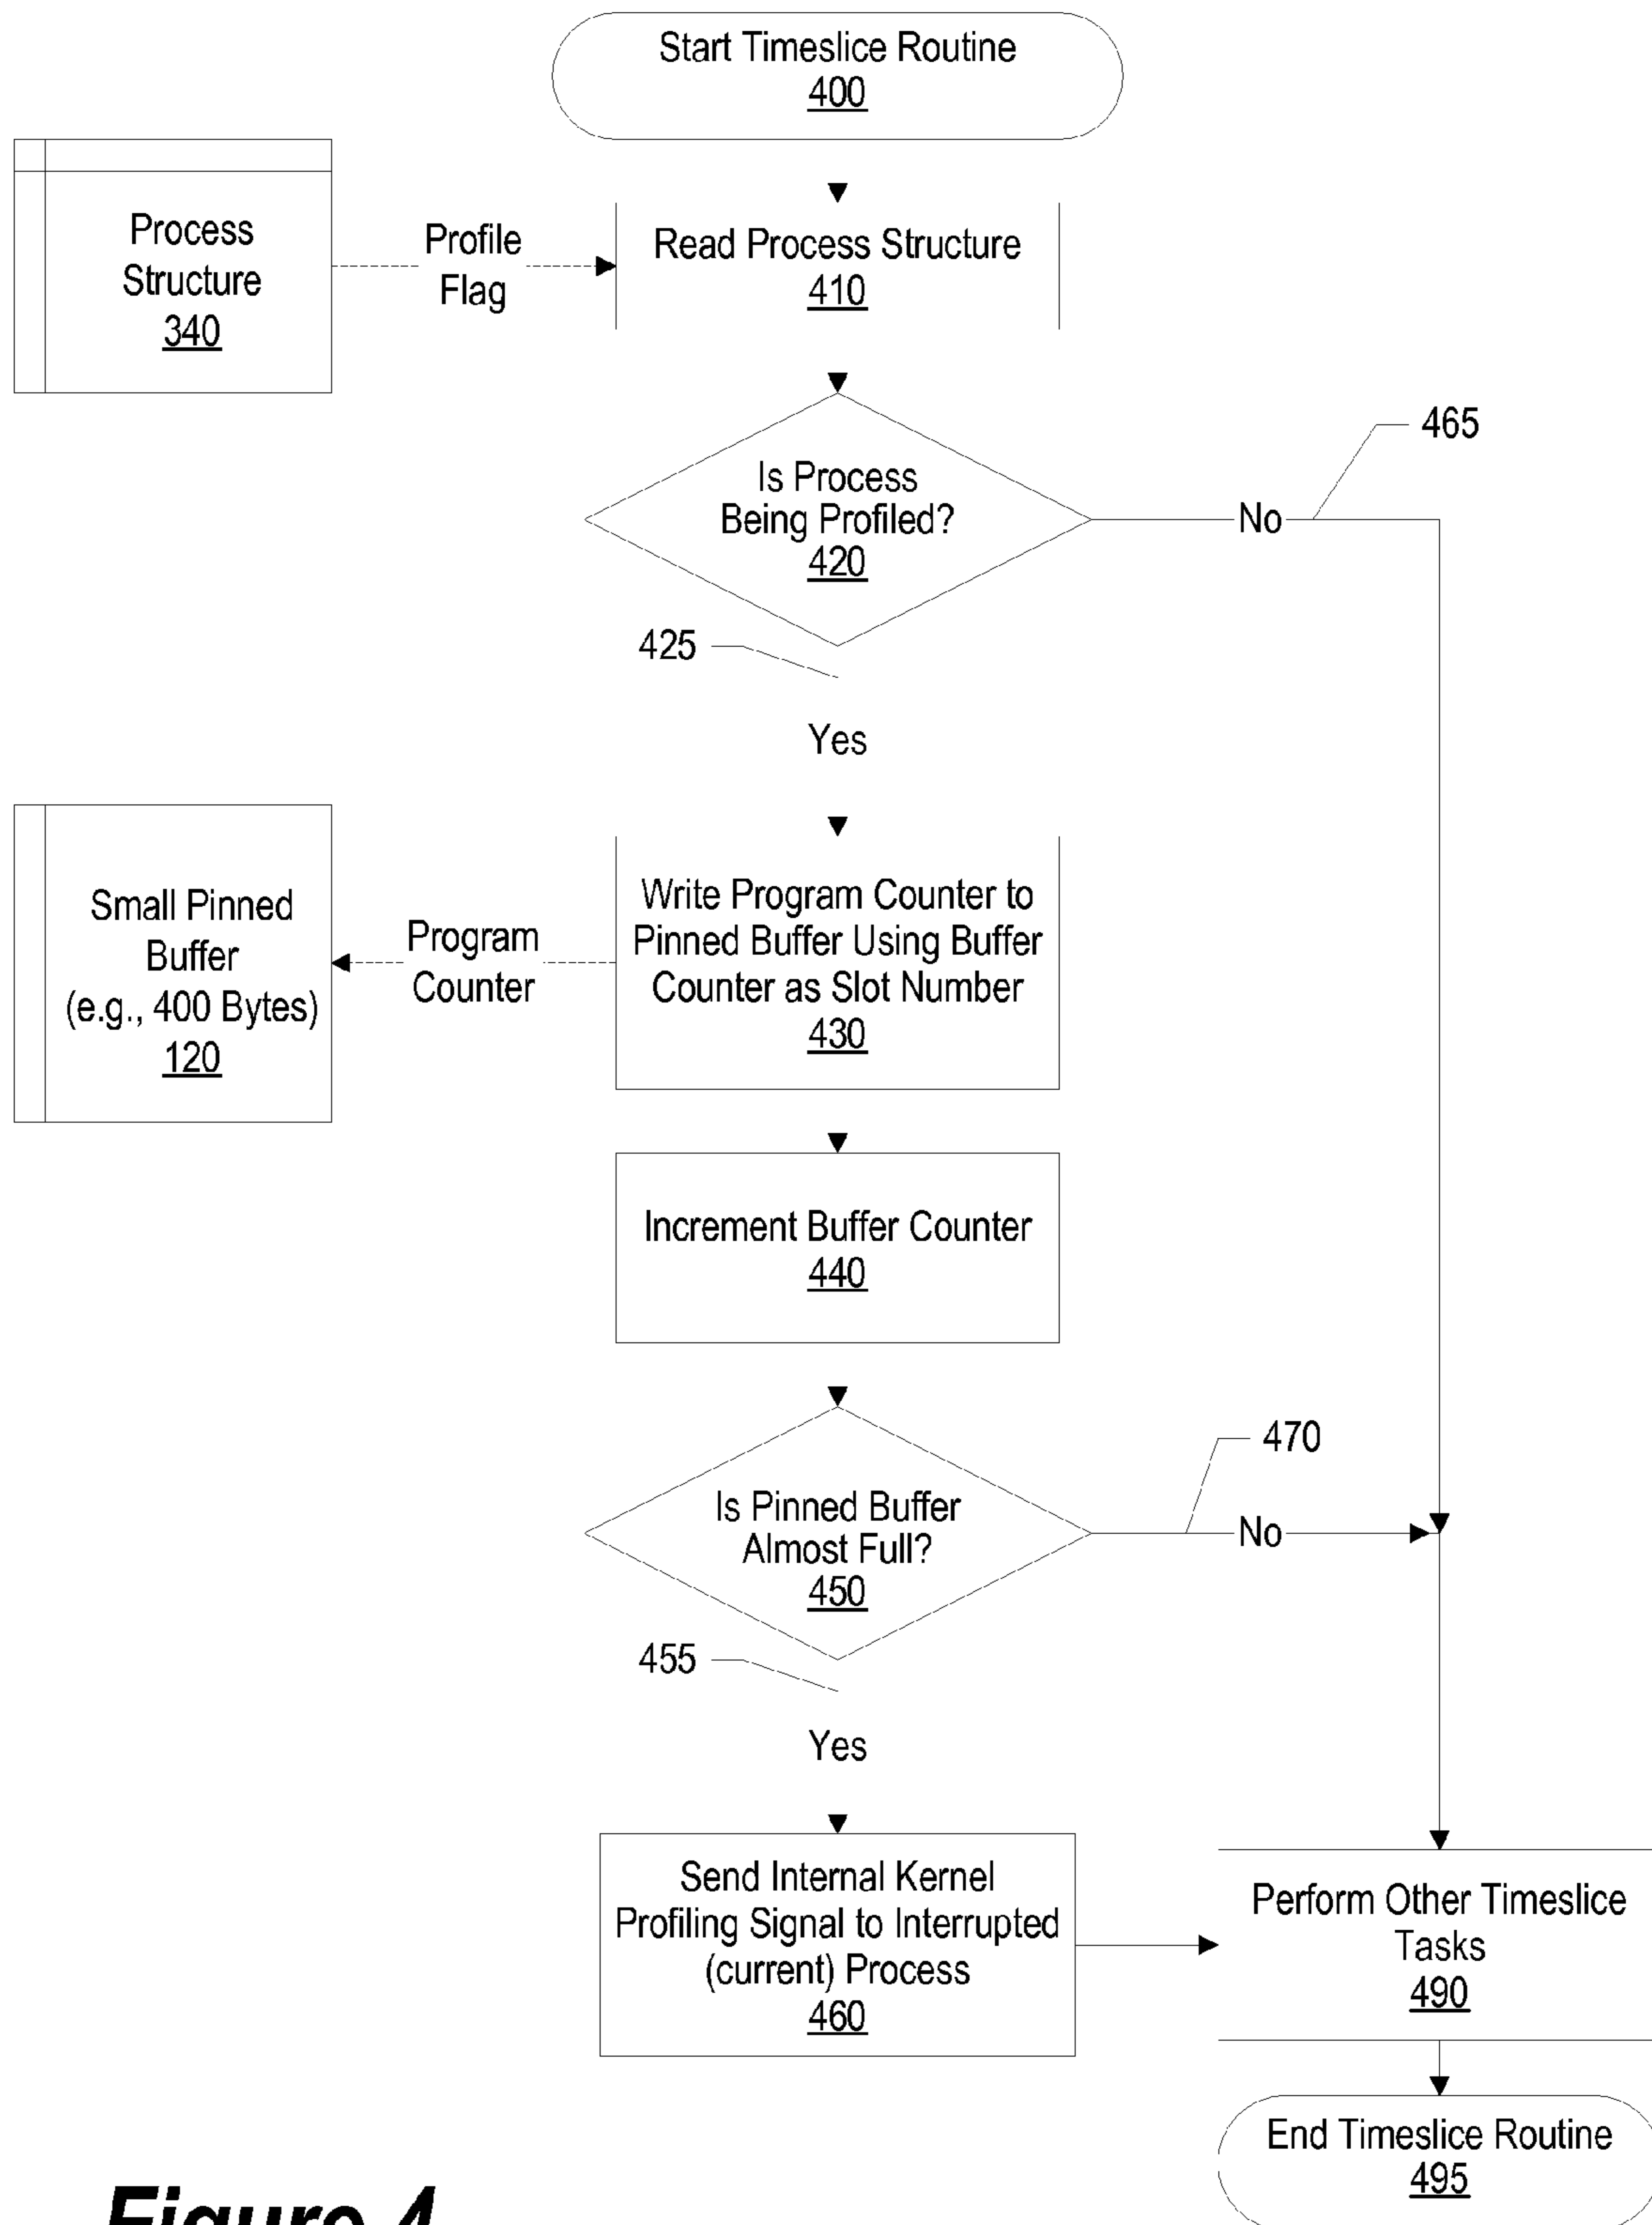 Start Timeslice Routine
400
Process
Structure
340
Profile
Flag
Read Process Structure
410
Is Process
Being Profiled?
420
465
No
425
Yes
Small Pinned
Buffer
(e.g., 400 Bytes)
120
Program
Counter
Write Program Counter to
Pinned Buffer Using Buffer
Counter as Slot Number
430
Increment Buffer Counter
440
Is Pinned Buffer
Almost Full?
450
470
No
455
Yes
Send Internal Kernel
Profiling Signal to Interrupted
(current) Process
460
Perform Other Timeslice
Tasks
490
End Timeslice Routine
495
Figure 4